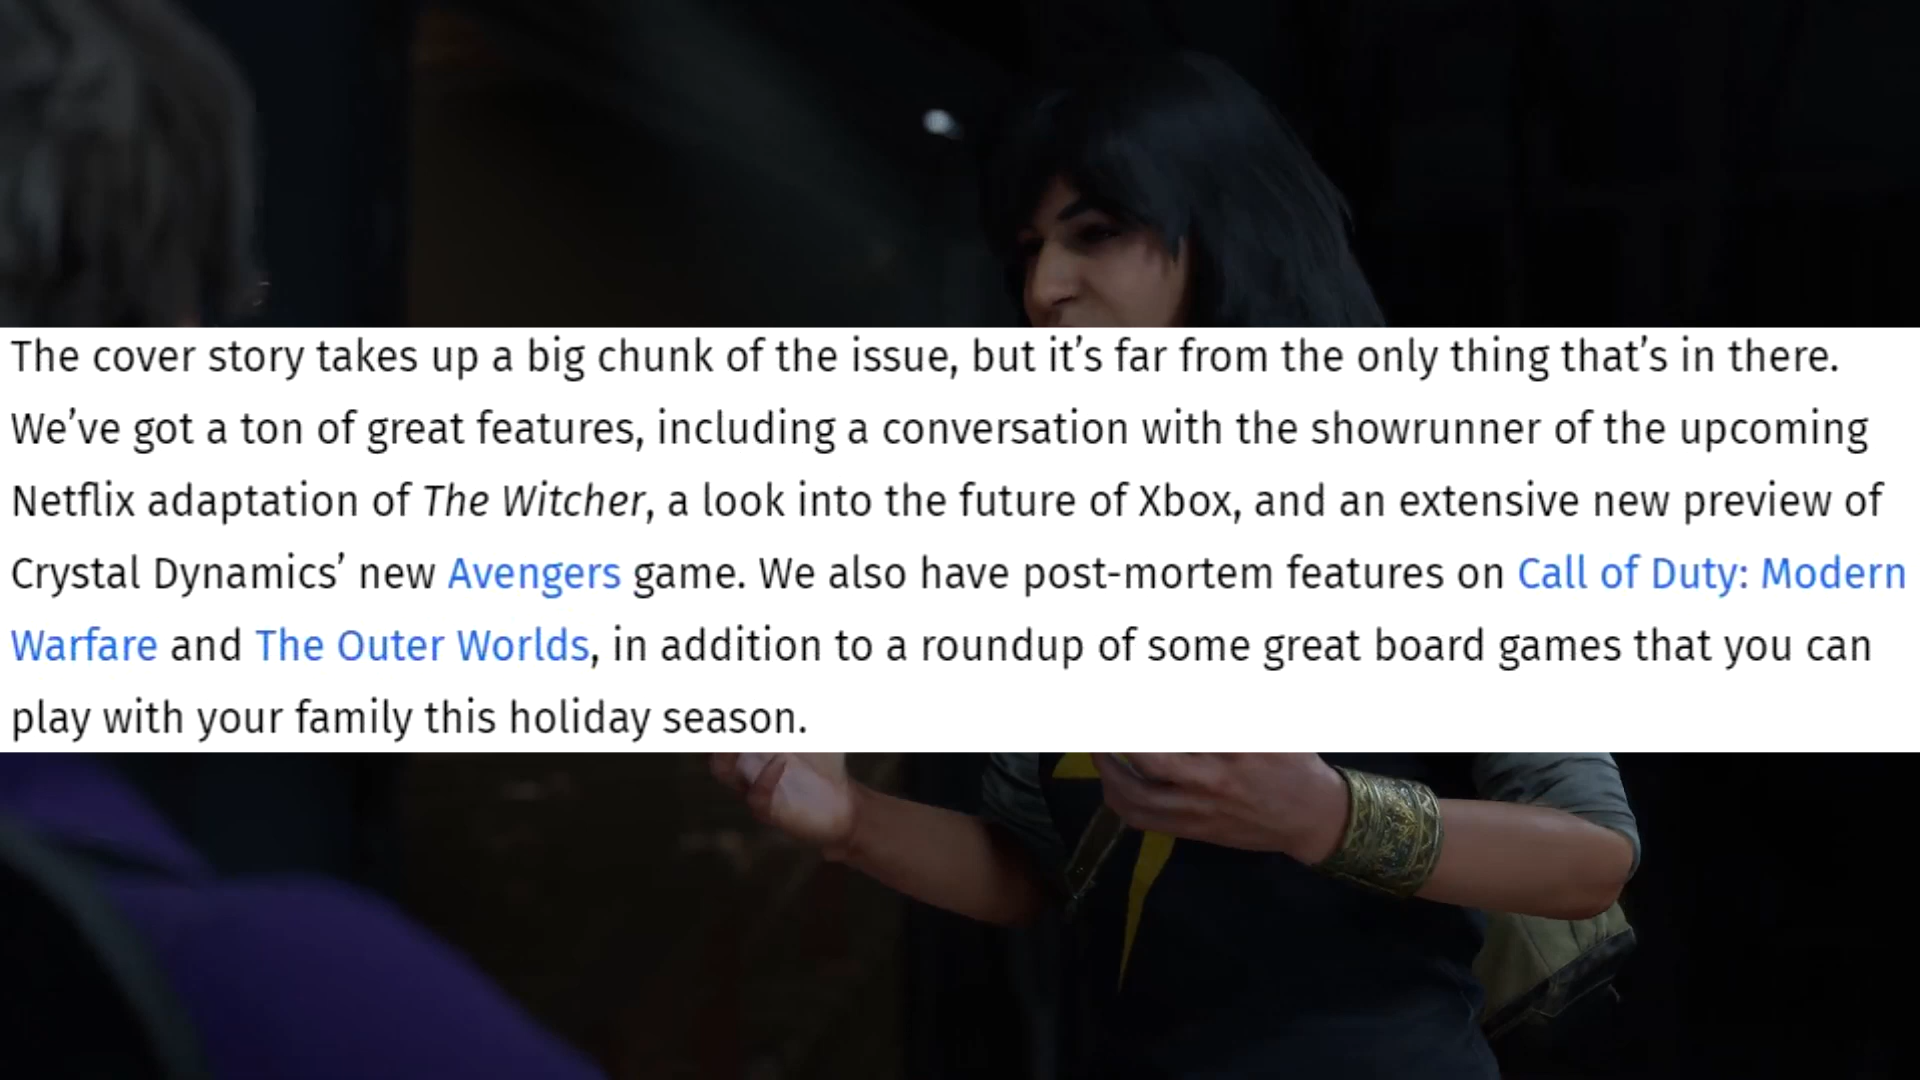 The cover story takes up a big chunk of the issue, but it’s far from the only thing that’s in there.
We’ve got a ton of great features, including a conversation with the showrunner of the upcoming
Netflix adaptation of The Witcher, a look into the future of Xbox, and an extensive new preview of
Crystal Dynamics’ new Avengers game. We also have post-mortem features on Call of Duty: Modern
Warfare and The Outer Worlds, in addition to a roundup of some great board games that you can
play with your family this holiday season.